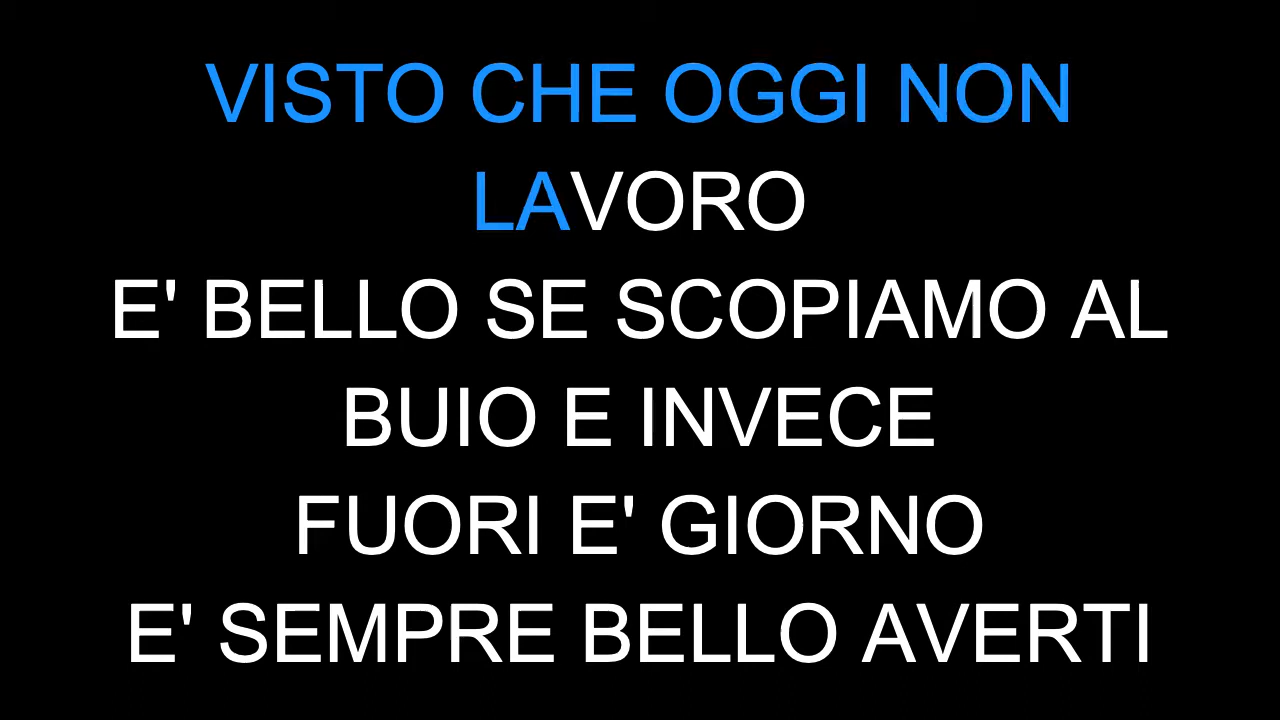 VISTO CHE OGGI NON
LAVORO
E' BELLO SE SCOPIAMO AL
BUIO E INVECE
FUORI E' GIORNO
E' SEMPRE BELLO AVERTI